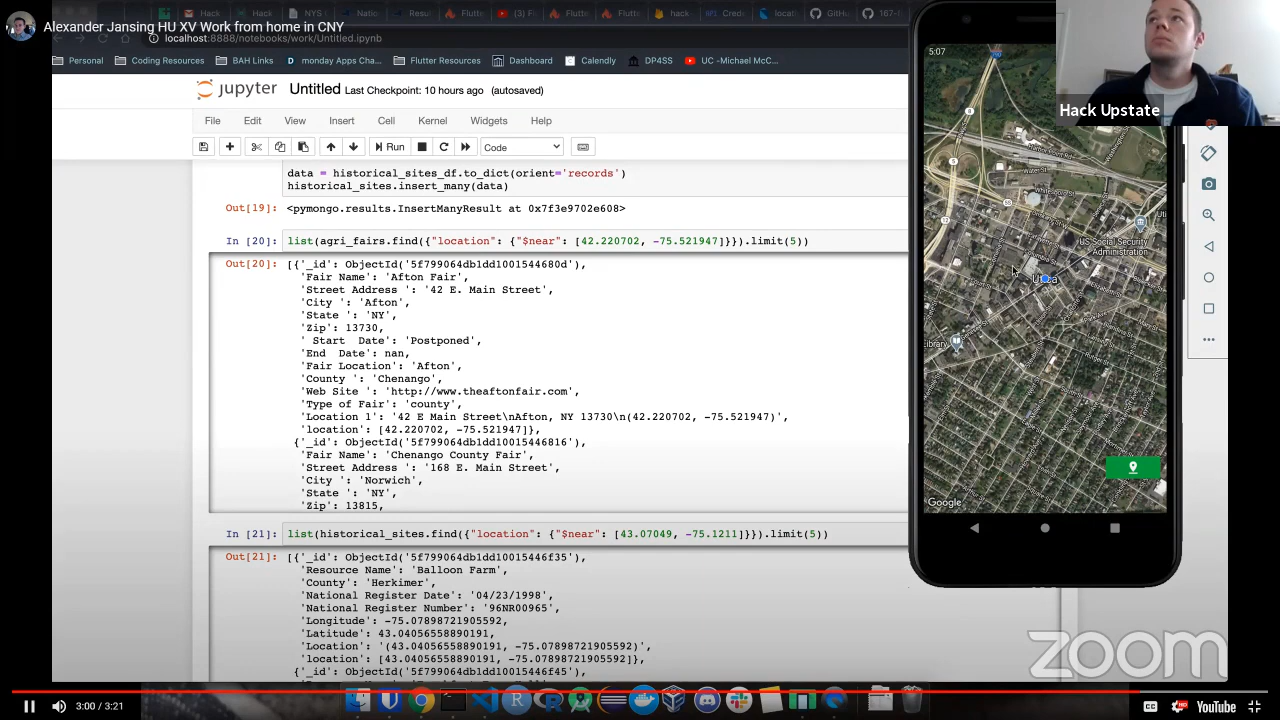 Alexander Jansing HU XV Work from home in CNY
localhost:8888/notebooks/work/Untitled.ipynb
Personal
Coding Resources
BAH Links
monday Apps Cha...
Flutter Resources
Dashboard
Calendly
DP4SS
UC -Michael McC...
jupyter Untitled Last Checkpoint: 10 hours ago (autosaved)
File Edit View Insert Cell Kernel Widgets Help
Run Code
data = historical_sites_df.to_dict(orient='records')
historical_sites.insert_many(data)
Out[19]: <pymongo.results.InsertManyResult at 0x7f3e9702e608>
In [20]: list(agri_fairs.find({"location": {"$near": [42.220702, -75.521947]}}).limit(5))
Out[20]: [{'_id': ObjectId('5f799064db1dd1001544680d'),
'Fair Name': 'Afton Fair',
'Street Address ': '42 E. Main Street',
'City ': 'Afton',
'State ': 'NY',
'Zip': 13730,
' Start  Date': 'Postponed',
'End  Date': nan,
'Fair Location': 'Afton',
'County ': 'Chenango',
'Web Site ': 'http://www.theaftonfair.com',
'Type of Fair': 'county',
'Location 1': '42 E Main Street\nAfton, NY 13730\n(42.220702, -75.521947)',
'location': [42.220702, -75.521947]},
{'_id': ObjectId('5f799064db1dd10015446816'),
'Fair Name': 'Chenango County Fair',
'Street Address ': '168 E. Main Street',
'City ': 'Norwich',
'State ': 'NY',
'Zip': 13815,
In [21]: list(historical_sites.find({"location": {"$near": [43.07049, -75.1211]}}).limit(5))
Out[21]: [{'_id': ObjectId('5f799064db1dd10015446f35'),
'Resource Name': 'Balloon Farm',
'County': 'Herkimer',
'National Register Date': '04/23/1998',
'National Register Number': '96NR00965',
'Longitude': -75.07898721905592,
'Latitude': 43.04056558890191,
'Location': '(43.04056558890191, -75.07898721905592)',
'location': [43.04056558890191, -75.07898721905592]},
{'_id': ObjectId('5f799064db1dd10015446f45'),
5:07
Water St
Whitesboro St
US Social Security
Administration
Utica
Library
Google
Hack Upstate
zoom
3:00 / 3:21
CC
HD
YouTube